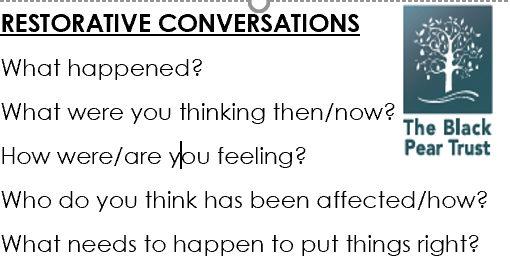 RESTORATIVE CONVERSATIONS
What happened?
What were you thinking then/now?
How were/are you feeling?
Who do you think has been affected/how?
What needs to happen to put things right?
The Black
Pear Trust